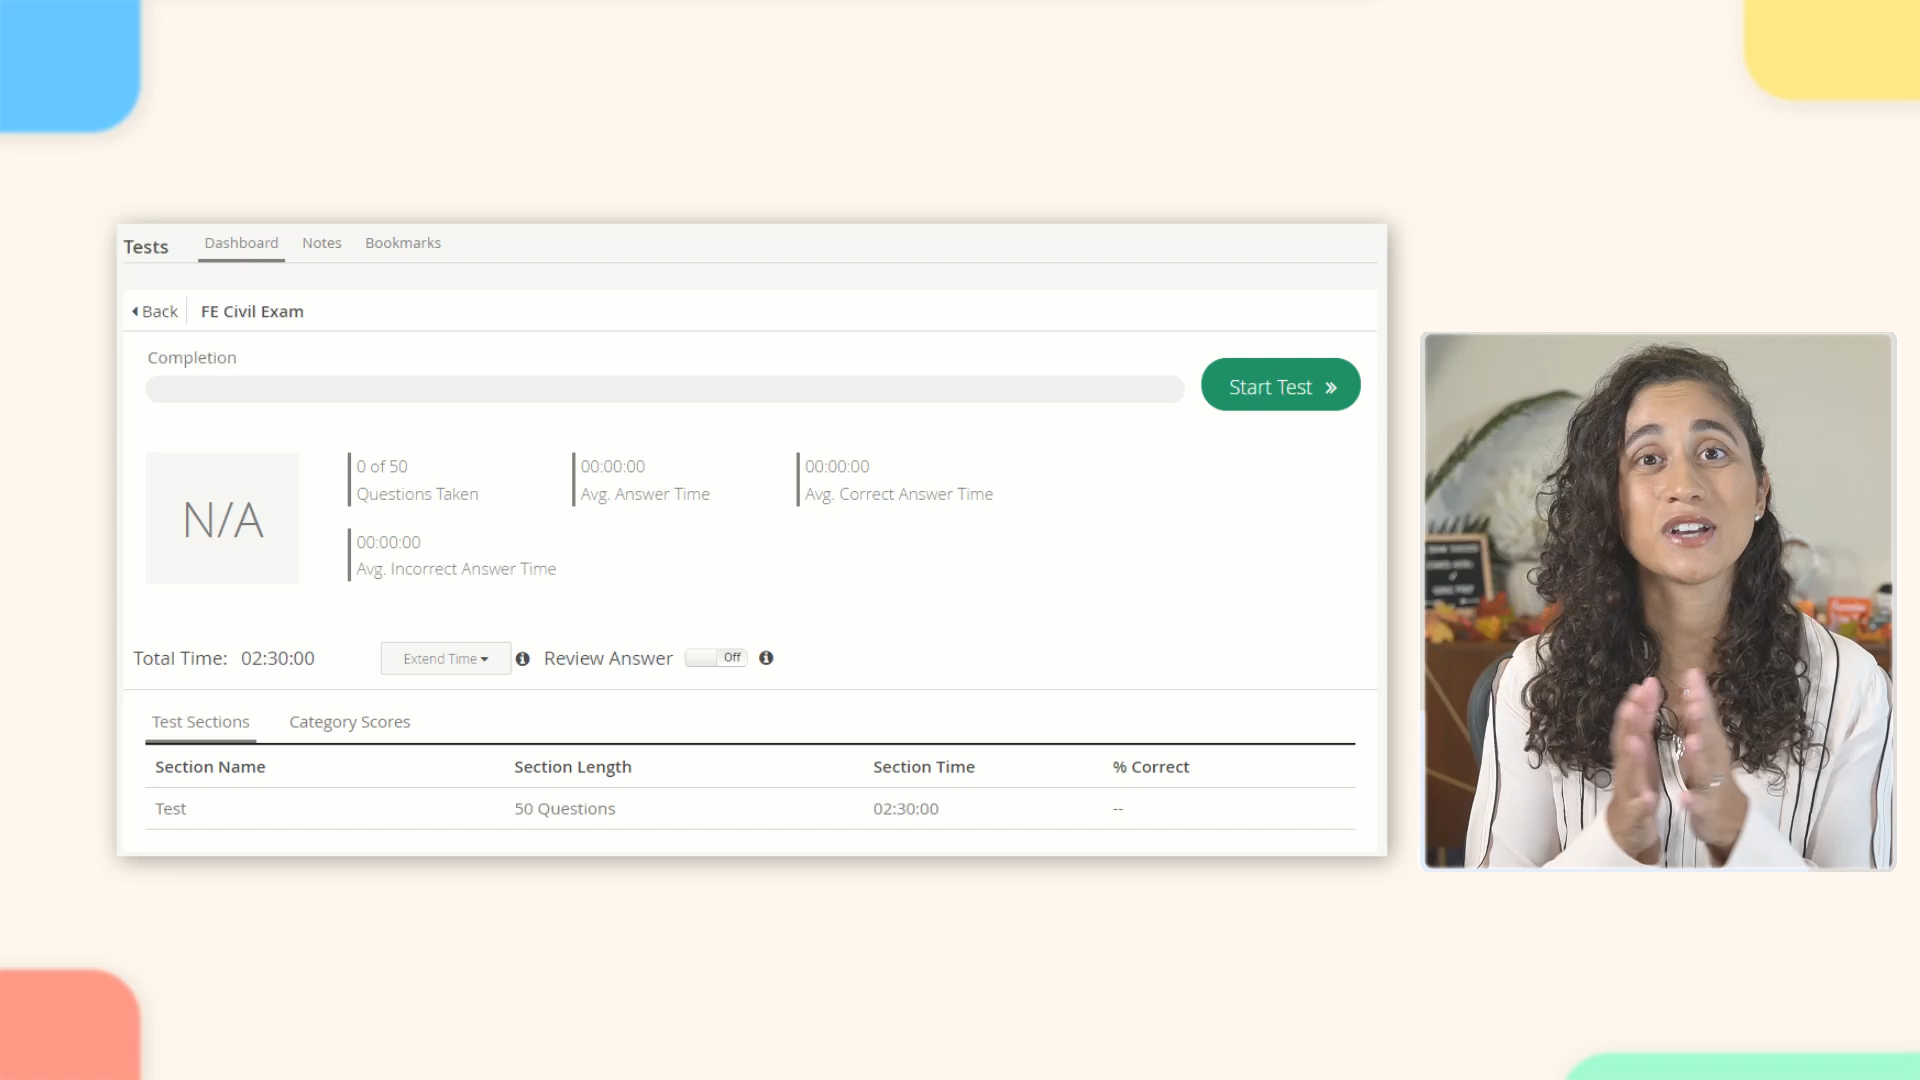 Tests Dashboard Notes Bookmarks
Back FE Civil Exam
Completion
Start Test »
N/A
0 of 50
Questions Taken
00:00:00
Avg. Answer Time
00:00:00
Avg. Correct Answer Time
00:00:00
Avg. Incorrect Answer Time
Total Time: 02:30:00 Extend Time Review Answer Off
Test Sections Category Scores
Section Name Section Length Section Time % Correct
Test 50 Questions 02:30:00 --